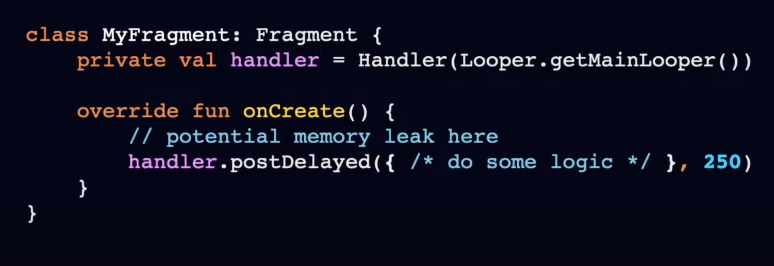 class MyFragment: Fragment {
    private val handler = Handler(Looper.getMainLooper())
    override fun onCreate() {
        // potential memory leak here
        handler.postDelayed({ /* do some logic */ }, 250)
    }
}